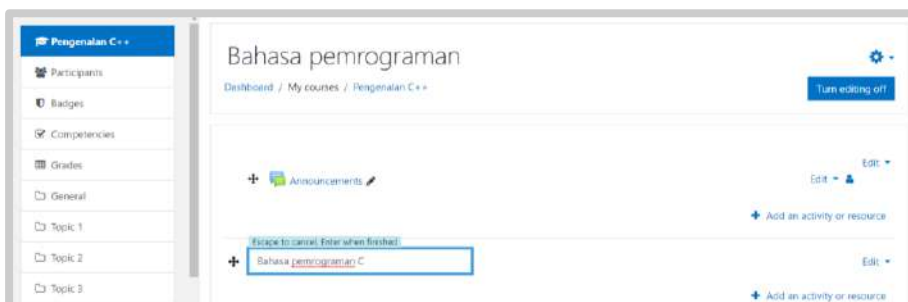 Pengenalan C++
Participants
Badges
Competencies
Grades
General
Topic 1
Topic 2
Topic 3
Bahasa pemrograman
Dashboard / My courses / Pengenalan C++
Turn editing off
Edit
Announcements
Edit
+ Add an activity or resource
Escape to cancel, Enter when finished
Bahasa pemrograman C
Edit
+ Add an activity or resource